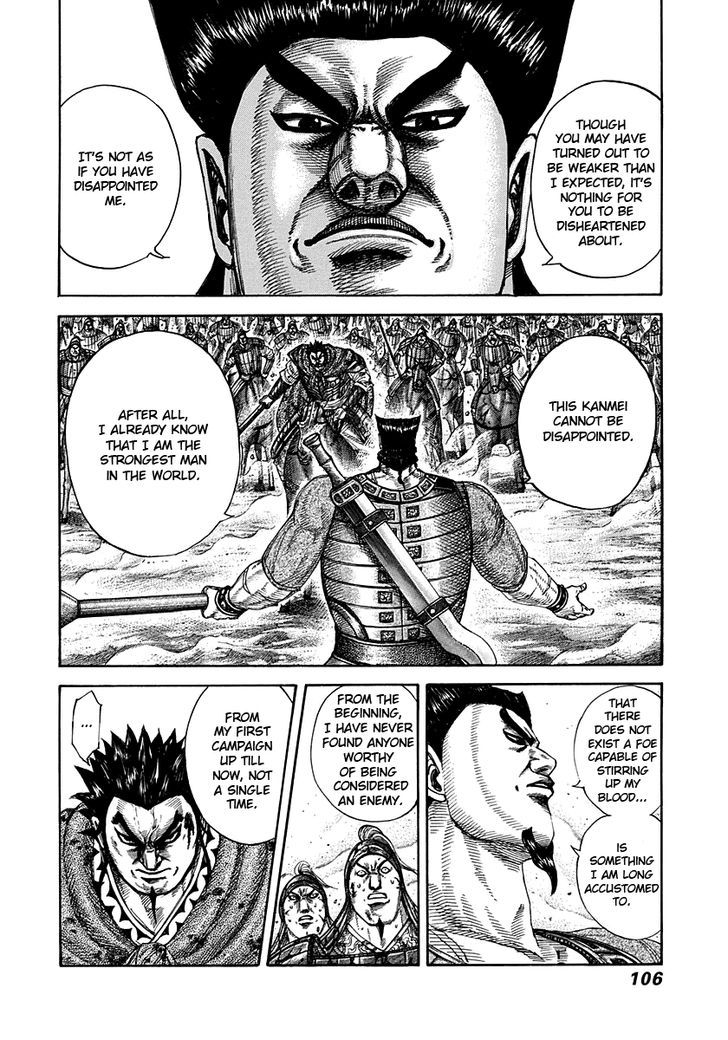 THOUGH
YOU MAY HAVE
TURNED OUT TO
BE WEAKER THAN
I EXPECTED, IT'S
NOTHING FOR
YOU TO BE
DISHEARTENED
ABOUT.
IT'S NOT AS
IF YOU HAVE
DISAPPOINTED
ME.
THIS KANMEI
CANNOT BE
DISAPPOINTED.
AFTER ALL,
I ALREADY KNOW
THAT I AM THE
STRONGEST MAN
IN THE WORLD.
THAT
THERE
DOES NOT
EXIST A FOE
CAPABLE OF
STIRRING
UP MY
BLOOD...
IS
SOMETHING
I AM LONG
ACCUSTOMED
TO.
FROM THE
BEGINNING,
I HAVE NEVER
FOUND ANYONE
WORTHY
OF BEING
CONSIDERED
AN ENEMY.
FROM
MY FIRST
CAMPAIGN
UP TILL
NOW, NOT
A SINGLE
TIME.
...
106